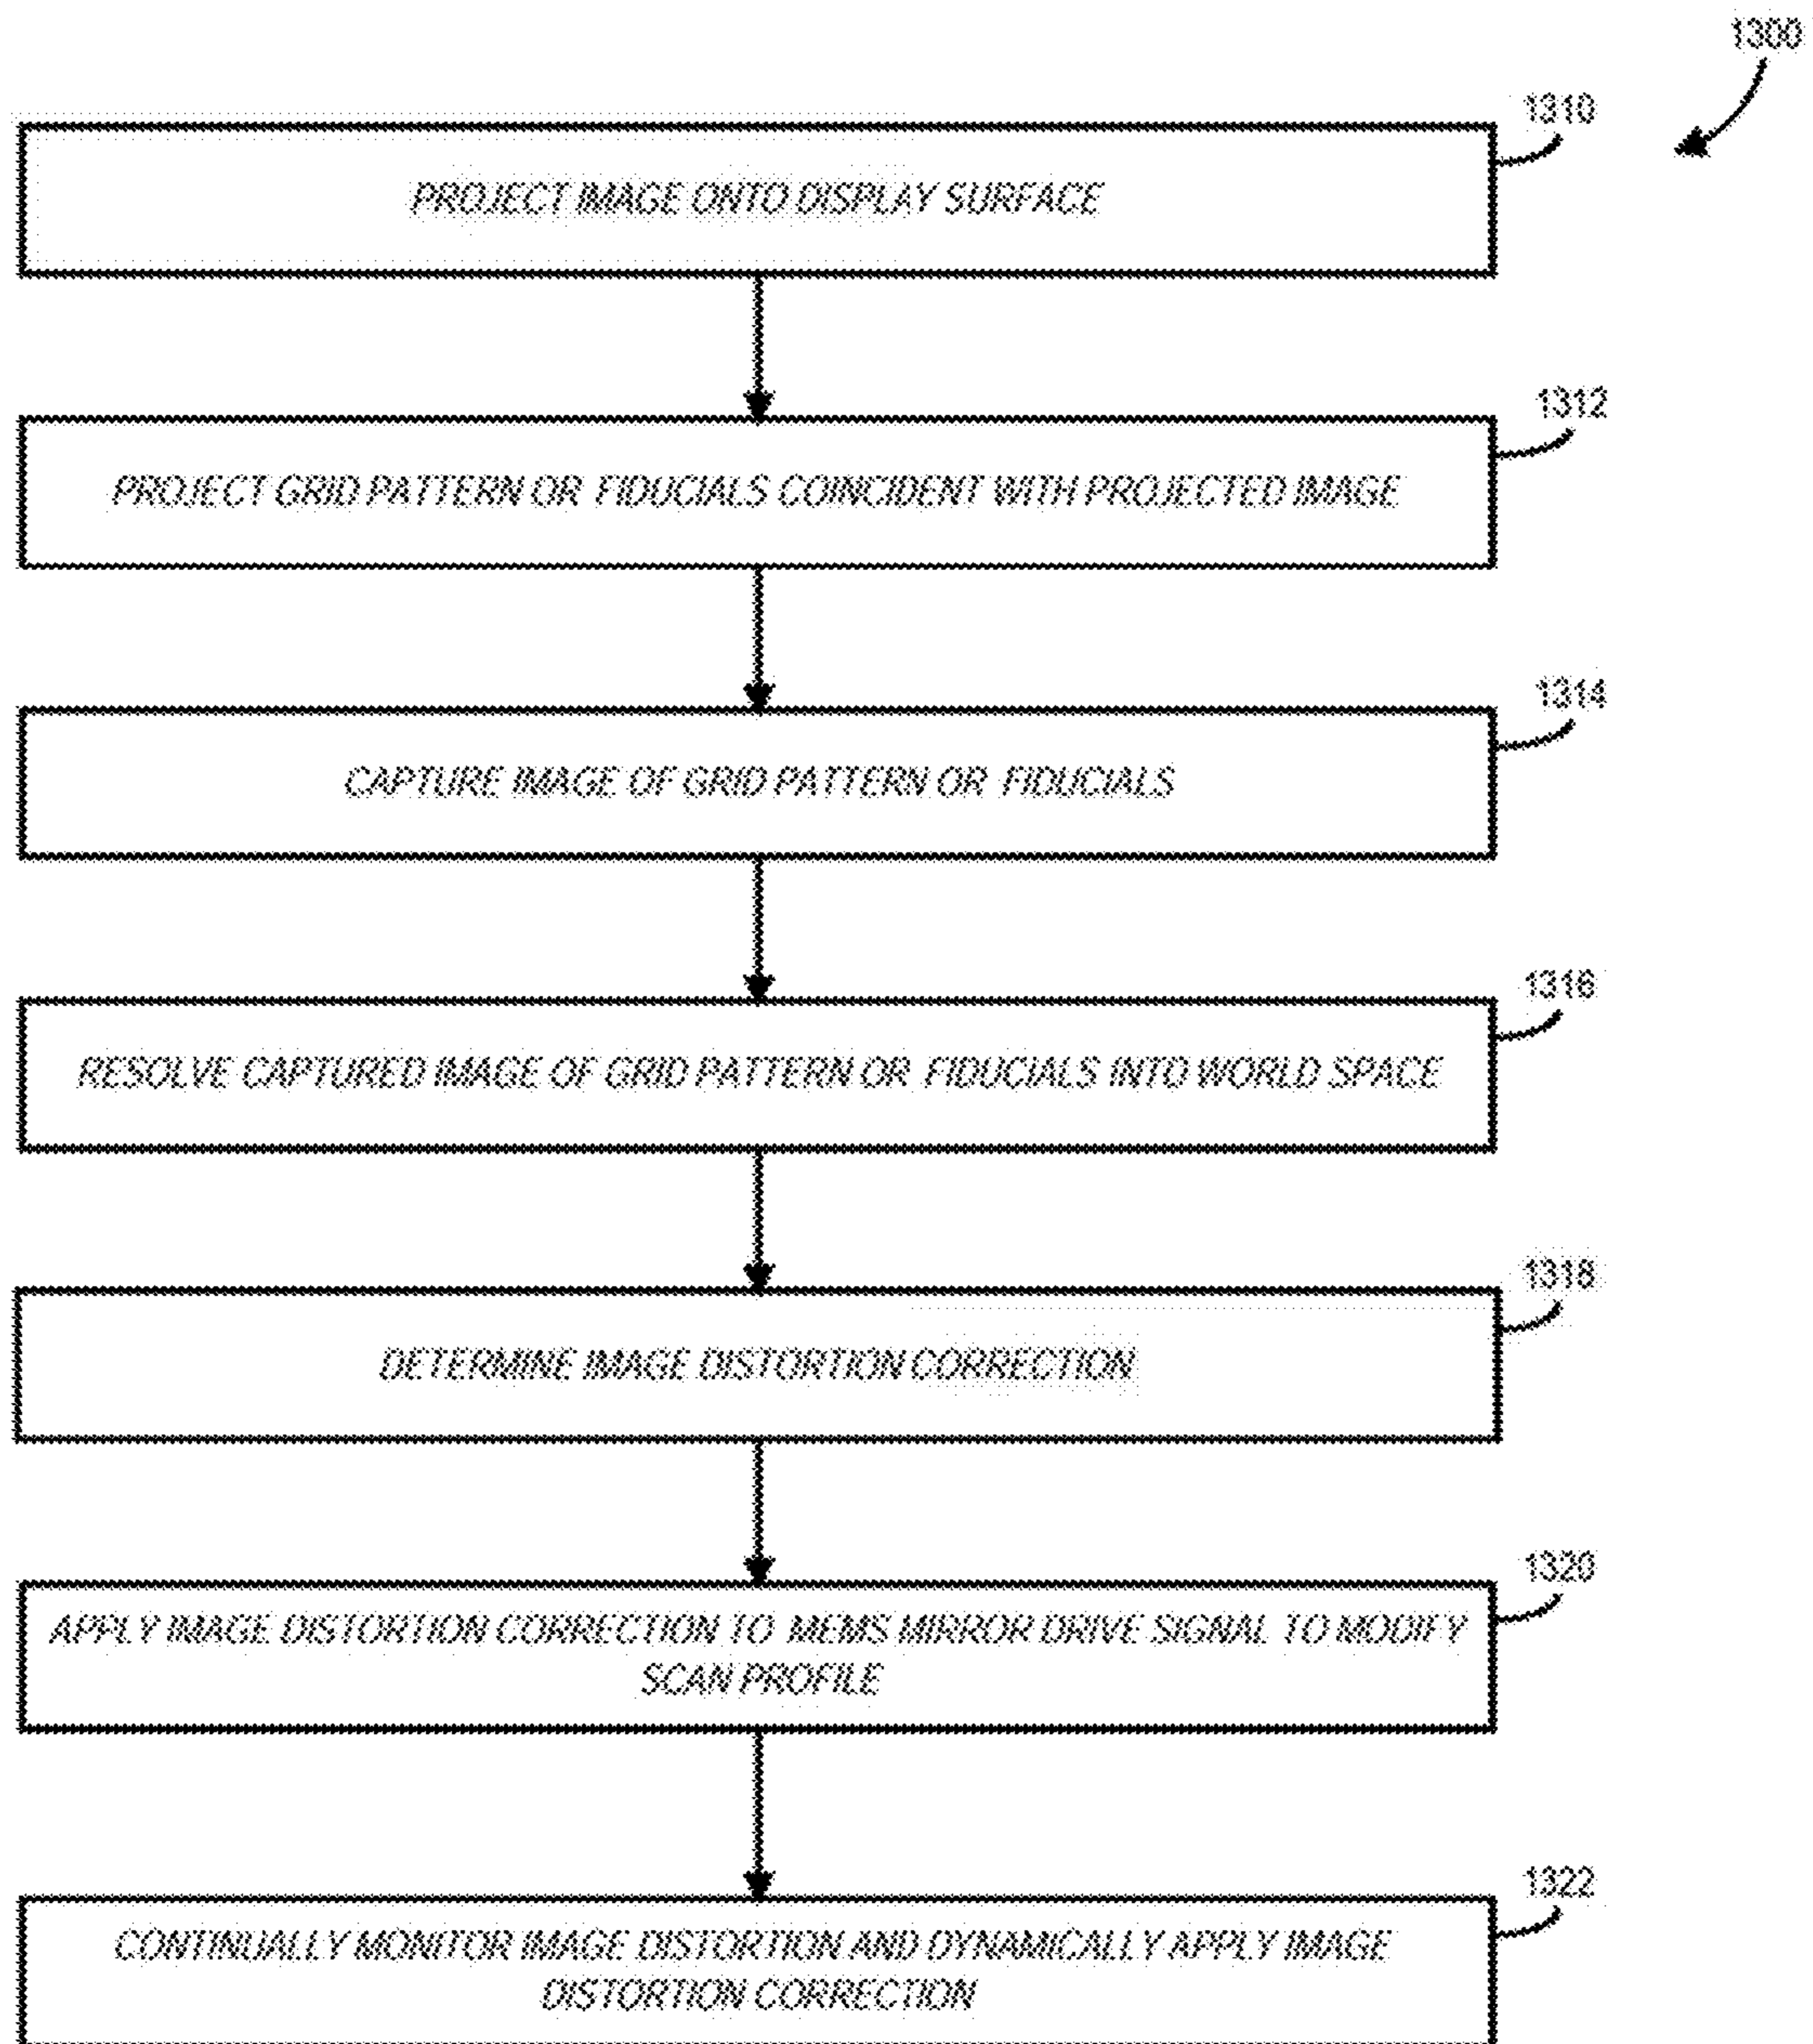 1300
1310
PROJECT IMAGE ONTO DISPLAY SURFACE
1312
PROJECT GRID PATTERN OR FIDUCIALS COINCIDENT WITH PROJECTED IMAGE
1314
CAPTURE IMAGE OF GRID PATTERN OR FIDUCIALS
1316
RESOLVE CAPTURED IMAGE OF GRID PATTERN OR FIDUCIALS INTO WORLD SPACE
1318
DETERMINE IMAGE DISTORTION CORRECTION
1320
APPLY IMAGE DISTORTION CORRECTION TO MEMS MIRROR DRIVE SIGNAL TO MODIFY
SCAN PROFILE
1322
CONTINUALLY MONITOR IMAGE DISTORTION AND DYNAMICALLY APPLY IMAGE
DISTORTION CORRECTION